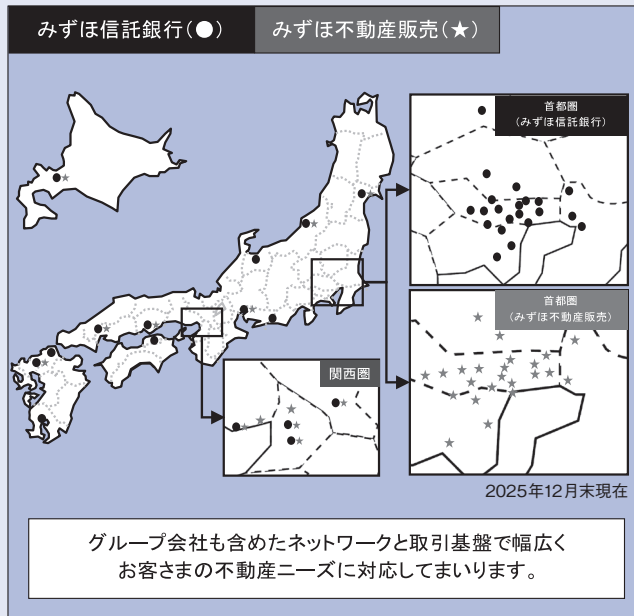 みずほ信託銀行(●)
みずほ不動産販売(★)
首都圏
(みずほ信託銀行)
首都圏
(みずほ不動産販売)
関西圏
2025年12月末現在
グループ会社も含めたネットワークと取引基盤で幅広く
お客さまの不動産ニーズに対応してまいります。